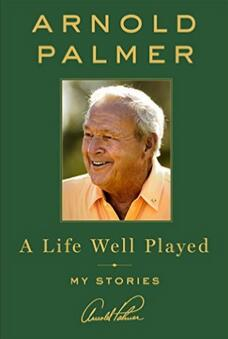 ARNOLD
PALMER
A Life Well Played
MY STORIES
Arnold Palmer